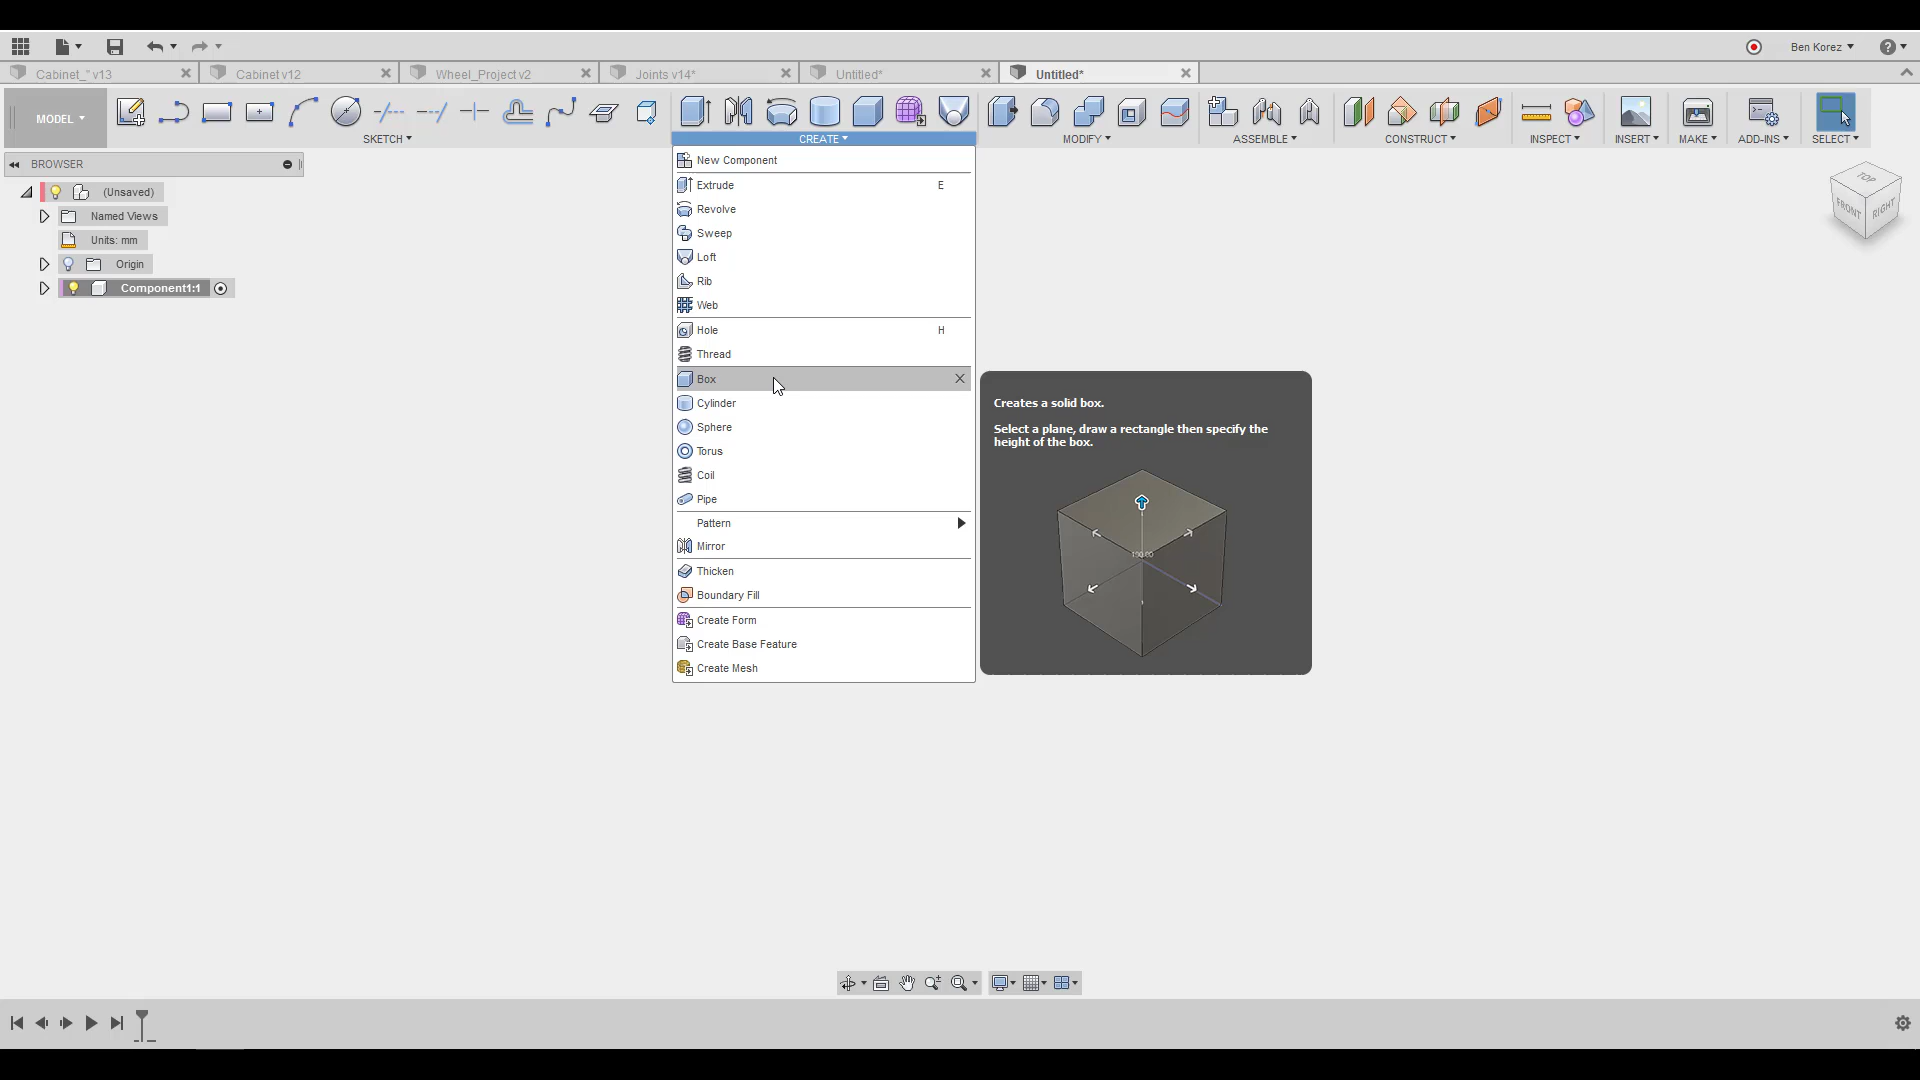 Ben Korez
Cabinet_* v13
Cabinet v12
Wheel_Project v2
Joints v14*
Untitled*
Untitled*
MODEL
SKETCH
CREATE
MODIFY
ASSEMBLE
CONSTRUCT
INSPECT
INSERT
MAKE
ADD-INS
SELECT
BROWSER
(Unsaved)
Named Views
Units: mm
Origin
Component1:1
New Component
Extrude E
Revolve
Sweep
Loft
Rib
Web
Hole H
Thread
Box
Cylinder
Sphere
Torus
Coil
Pipe
Pattern
Mirror
Thicken
Boundary Fill
Create Form
Create Base Feature
Create Mesh
Creates a solid box.
Select a plane, draw a rectangle then specify the
height of the box.
TOP
FRONT
RIGHT